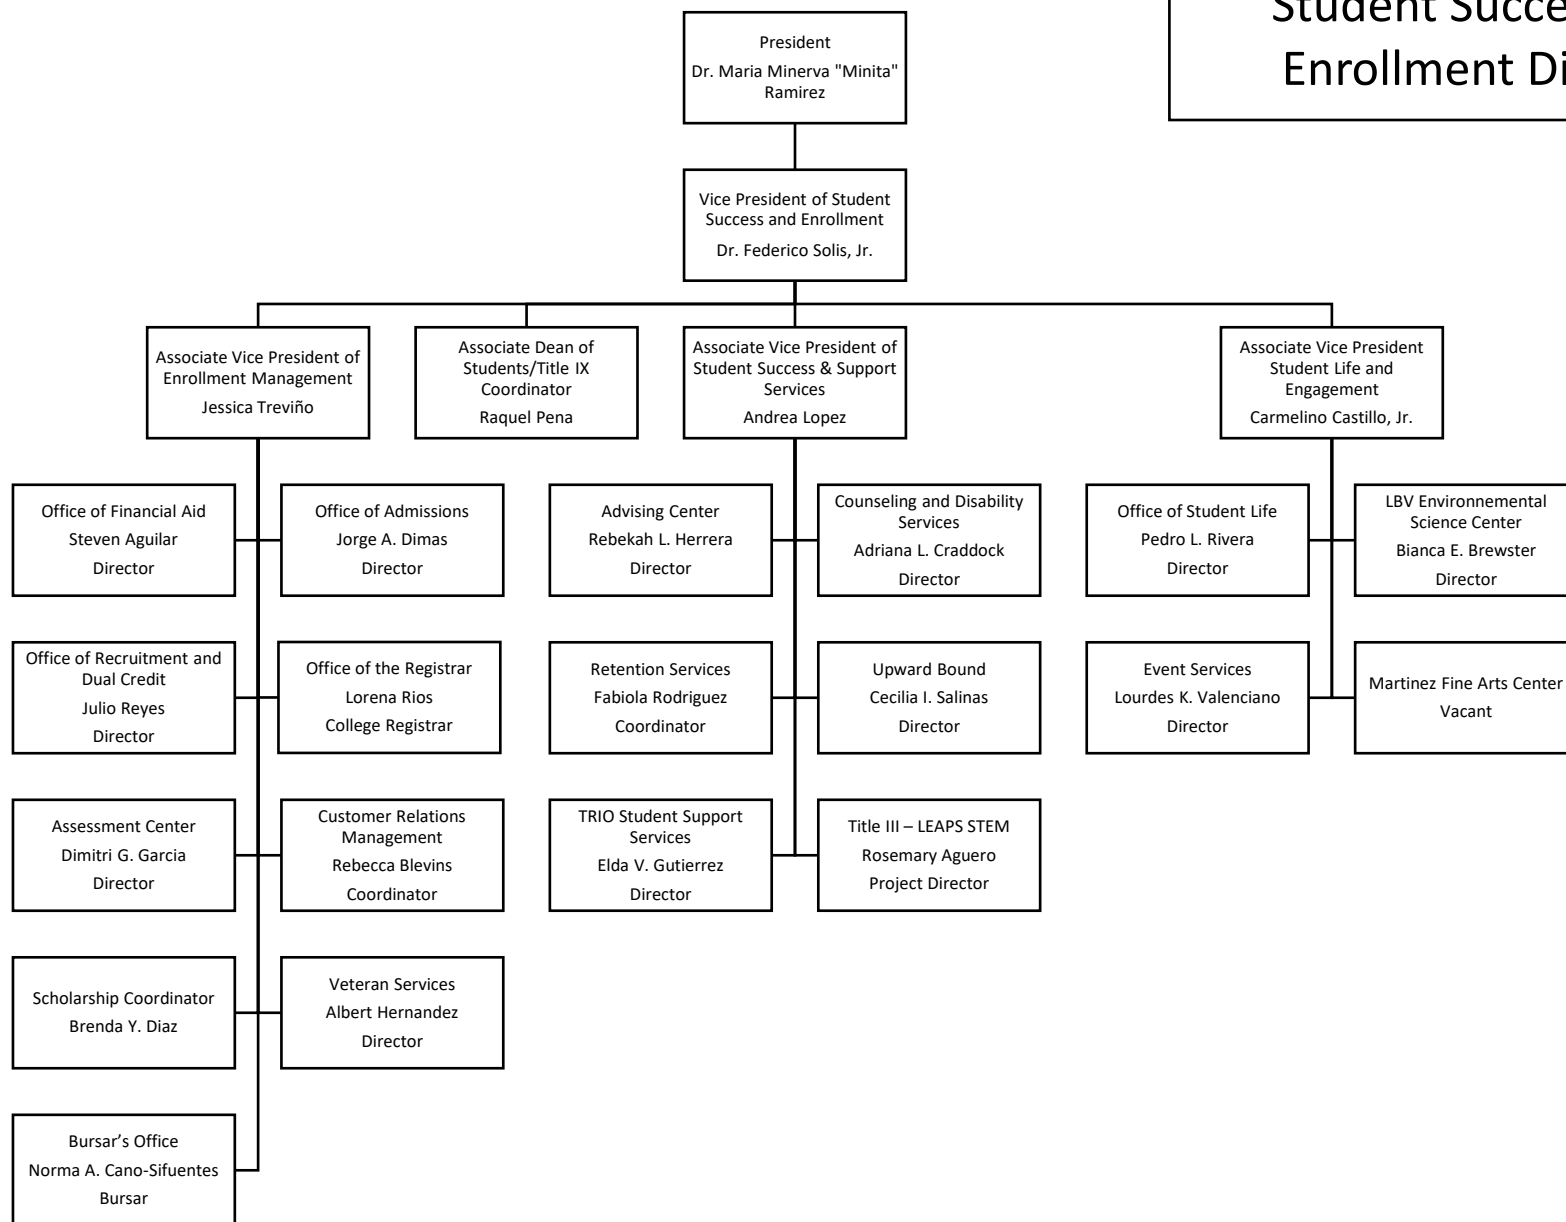 Student Succe
Enrollment Di
President
Dr. Maria Minerva "Minita"
Ramirez
Vice President of Student
Success and Enrollment
Dr. Federico Solis, Jr.
Associate Vice President of
Enrollment Management
Jessica Treviño
Associate Dean of
Students/Title IX
Coordinator
Raquel Pena
Associate Vice President of
Student Success & Support
Services
Andrea Lopez
Associate Vice President
Student Life and
Engagement
Carmelino Castillo, Jr.
Office of Financial Aid
Steven Aguilar
Director
Office of Admissions
Jorge A. Dimas
Director
Advising Center
Rebekah L. Herrera
Director
Counseling and Disability
Services
Adriana L. Craddock
Director
Office of Student Life
Pedro L. Rivera
Director
LBV Environnemental
Science Center
Bianca E. Brewster
Director
Office of Recruitment and
Dual Credit
Julio Reyes
Director
Office of the Registrar
Lorena Rios
College Registrar
Retention Services
Fabiola Rodriguez
Coordinator
Upward Bound
Cecilia I. Salinas
Director
Event Services
Lourdes K. Valenciano
Director
Martinez Fine Arts Center
Vacant
Assessment Center
Dimitri G. Garcia
Director
Customer Relations
Management
Rebecca Blevins
Coordinator
TRIO Student Support
Services
Elda V. Gutierrez
Director
Title III – LEAPS STEM
Rosemary Aguero
Project Director
Scholarship Coordinator
Brenda Y. Diaz
Veteran Services
Albert Hernandez
Director
Bursar’s Office
Norma A. Cano-Sifuentes
Bursar